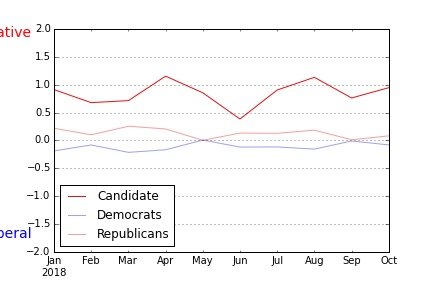 2.0
ative
1.5
1.0
0.5
0.0
−0.5
−1.0
−1.5
−2.0
Candidate
Democrats
Republicans
beral
Jan Feb Mar Apr May Jun Jul Aug Sep Oct
2018